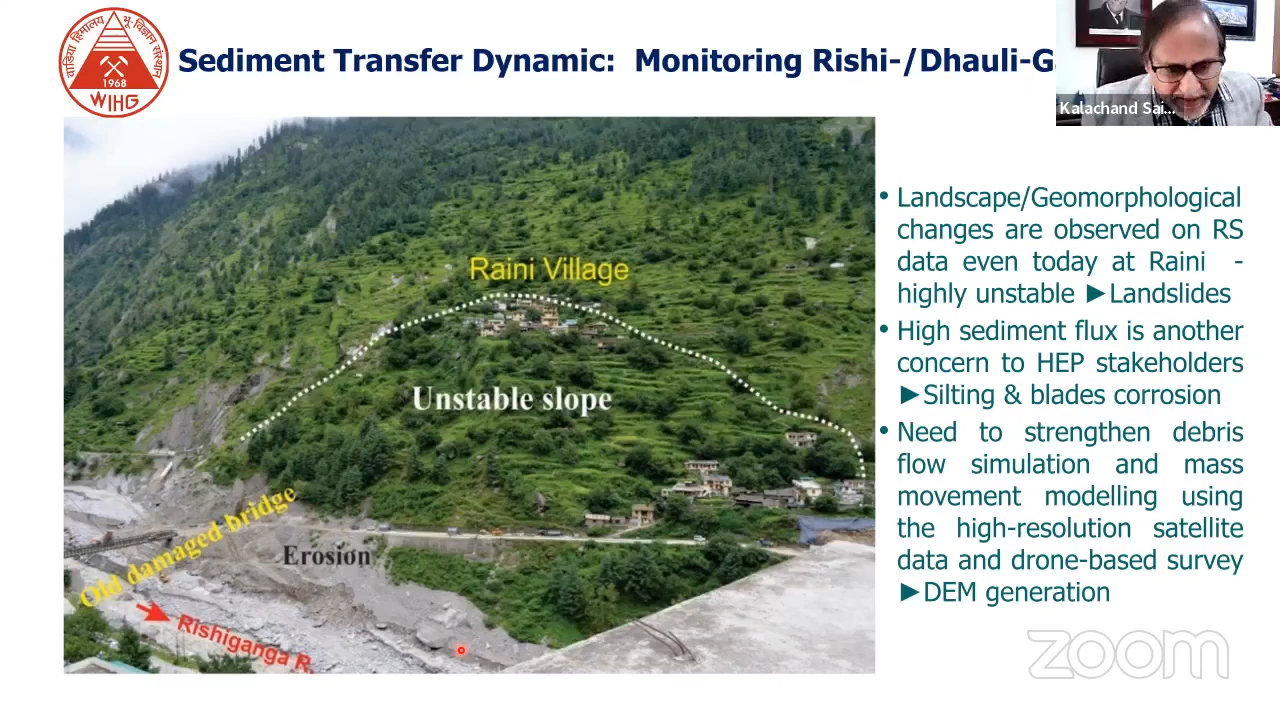 वाडिया हिमालय भू-विज्ञान संस्थान
1968
WIHG
Sediment Transfer Dynamic: Monitoring Rishi-/Dhauli-G
Kalachand Sai...
Raini Village
Unstable slope
Old damaged bridge
Erosion
Rishiganga R.
• Landscape/Geomorphological
changes are observed on RS
data even today at Raini -
highly unstable ►Landslides
• High sediment flux is another
concern to HEP stakeholders
►Silting & blades corrosion
• Need to strengthen debris
flow simulation and mass
movement modelling using
the high-resolution satellite
data and drone-based survey
►DEM generation
zoom